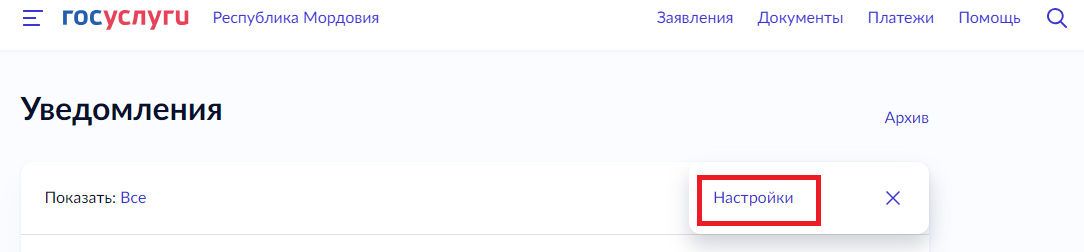 госуслуги Республика Мордовия Заявления Документы Платежи Помощь
Уведомления
Архив
Показать: Все Настройки